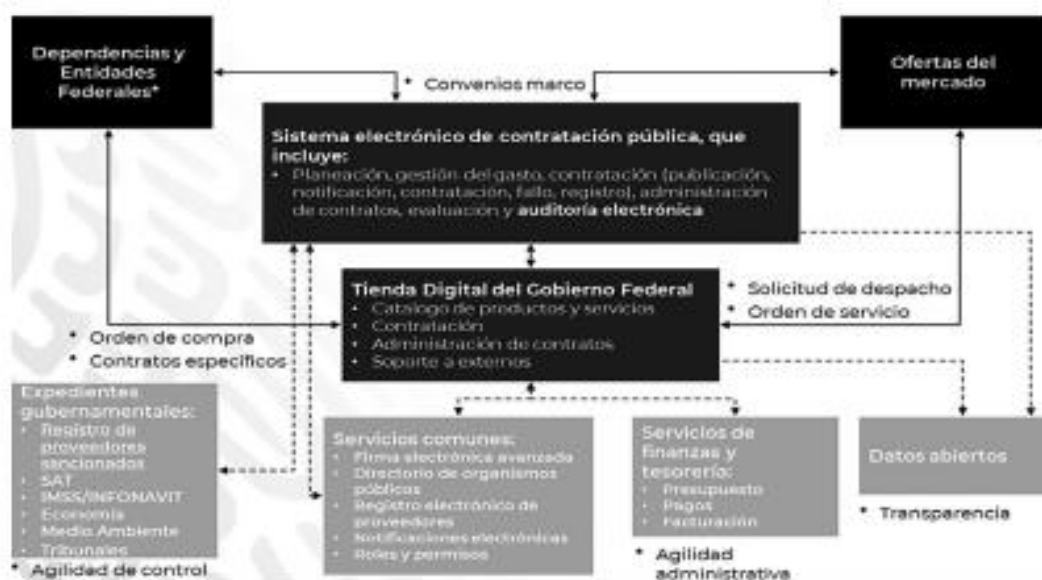 Dependencias y
Entidades
Federales*
* Convenios marco
Ofertas del
mercado
Sistema electrónico de contratación pública, que
incluye:
• Planeación, gestión del gasto, contratación (publicación,
notificación, contratación, fallo, registro), administración
de contratos, evaluación y auditoría electrónica
Tienda Digital del Gobierno Federal
• Catalogo de productos y servicios
• Contratación
• Administración de contratos
• Soporte a externos
* Solicitud de despacho
* Orden de servicio
* Orden de compra
* Contratos específicos
Expedientes
gubernamentales:
• Registro de
proveedores
sancionados
• SAT
• IMSS/INFONAVIT
• Economía
• Medio Ambiente
• Tribunales
* Agilidad de control
Servicios comunes:
• Firma electrónica avanzada
• Directorio de organismos
públicos
• Registro electrónico de
proveedores
• Notificaciones electrónicas
• Roles y permisos
Servicios de
finanzas y
tesorería:
• Presupuesto
• Pagos
• Facturación
* Agilidad
administrativa
Datos abiertos
* Transparencia